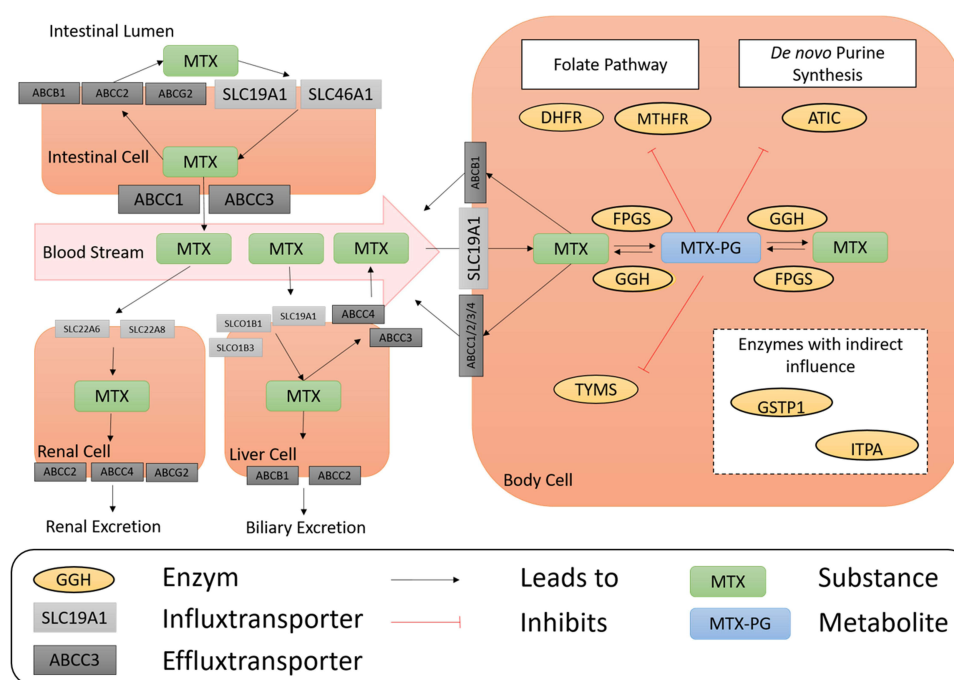 Intestinal Lumen
MTX
ABCB1
ABCC2
ABCG2
SLC19A1
SLC46A1
Intestinal Cell
MTX
ABCC1
ABCC3
Blood Stream
MTX
MTX
MTX
SLC22A6
SLC22A8
SLCO1B1
SLC19A1
SLCO1B3
ABCC4
ABCC3
MTX
MTX
Renal Cell
Liver Cell
ABCC2
ABCC4
ABCG2
ABCB1
ABCC2
Renal Excretion
Biliary Excretion
Folate Pathway
De novo Purine
Synthesis
DHFR
MTHFR
ATIC
ABCB1
SLC19A1
ABCC1/2/3/4
FPGS
GGH
MTX
MTX-PG
MTX
GGH
FPGS
TYMS
Enzymes with indirect
influence
GSTP1
ITPA
Body Cell
GGH
Enzym
Leads to
MTX
Substance
SLC19A1
Influxtransporter
Inhibits
MTX-PG
Metabolite
ABCC3
Effluxtransporter